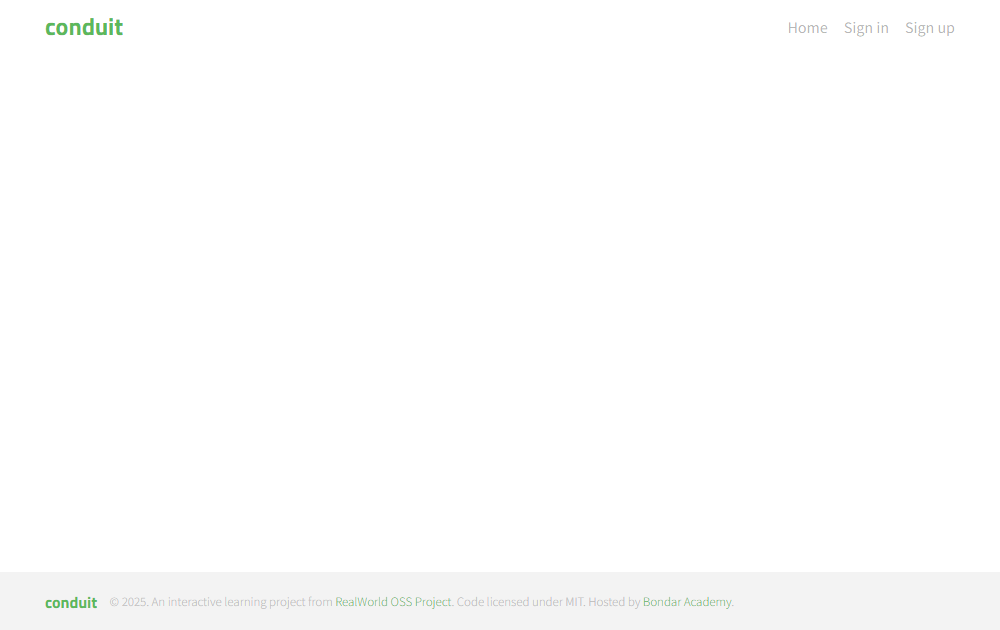 conduit
Home Sign in Sign up
conduit © 2025. An interactive learning project from RealWorld OSS Project. Code licensed under MIT. Hosted by Bondar Academy.